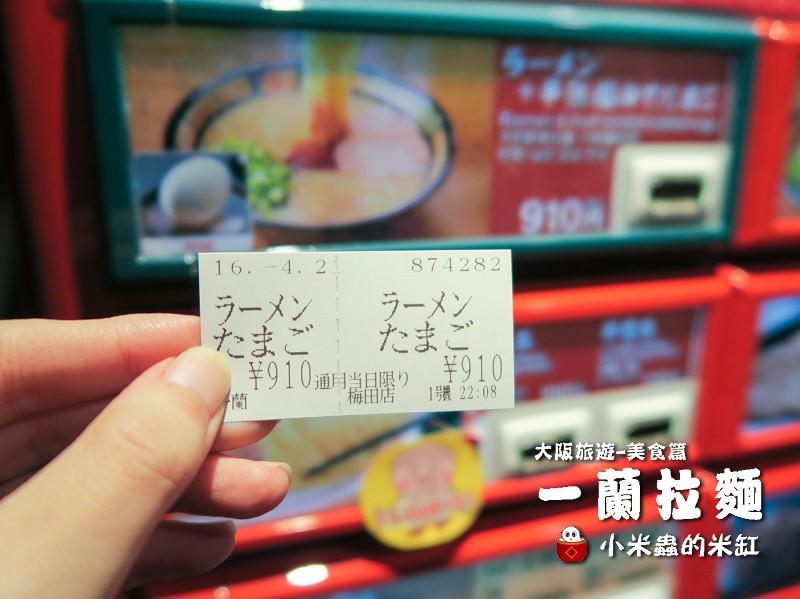 ラーメン
910
16.-4.2
874282
ラーメン
たまご
¥910
ラーメン
たまご
¥910
通用当日限り
一蘭
梅田店
1号機 22:08
大阪旅遊-美食篇
一蘭拉麵
小米蟲的米缸